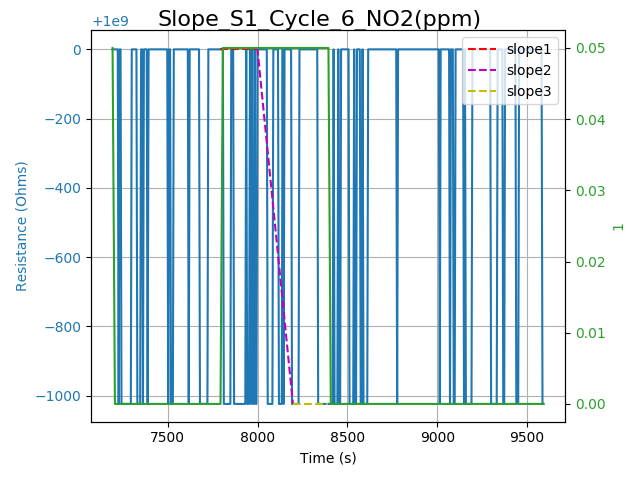 Slope_S1_Cycle_6_NO2(ppm)
+1e9
slope1
slope2
slope3
0
−200
−400
−600
−800
−1000
Resistance (Ohms)
0.05
0.04
0.03
0.02
0.01
0.00
1
7500
8000
8500
9000
9500
Time (s)